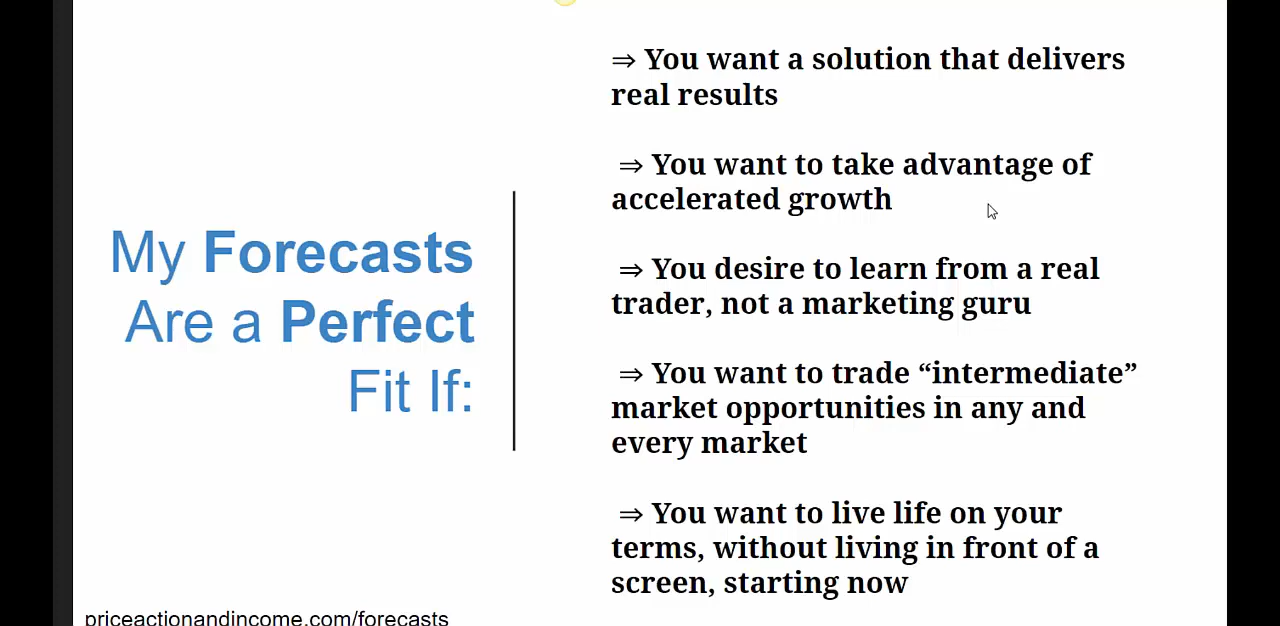 My Forecasts
Are a Perfect
Fit If:
⇒ You want a solution that delivers
real results
⇒ You want to take advantage of
accelerated growth
⇒ You desire to learn from a real
trader, not a marketing guru
⇒ You want to trade “intermediate”
market opportunities in any and
every market
⇒ You want to live life on your
terms, without living in front of a
screen, starting now
priceactionandincome.com/forecasts